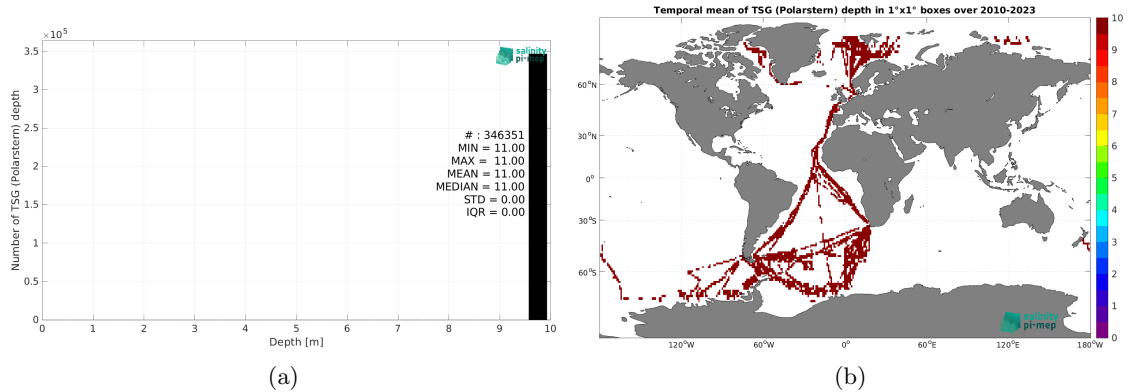 ×10⁵
3.5
3
2.5
2
1.5
1
0.5
0
Number of TSG (Polarstern) depth
salinity
pi-mep
# : 346351
MIN = 11.00
MAX = 11.00
MEAN = 11.00
MEDIAN = 11.00
STD = 0.00
IQR = 0.00
0 1 2 3 4 5 6 7 8 9 10
Depth [m]
(a)
Temporal mean of TSG (Polarstern) depth in 1°x1° boxes over 2010-2023
60°N
30°N
0°
30°S
60°S
120°W 60°W 0° 60°E 120°E 180°W
salinity
pi-mep
10
9
8
7
6
5
4
3
2
1
0
(b)